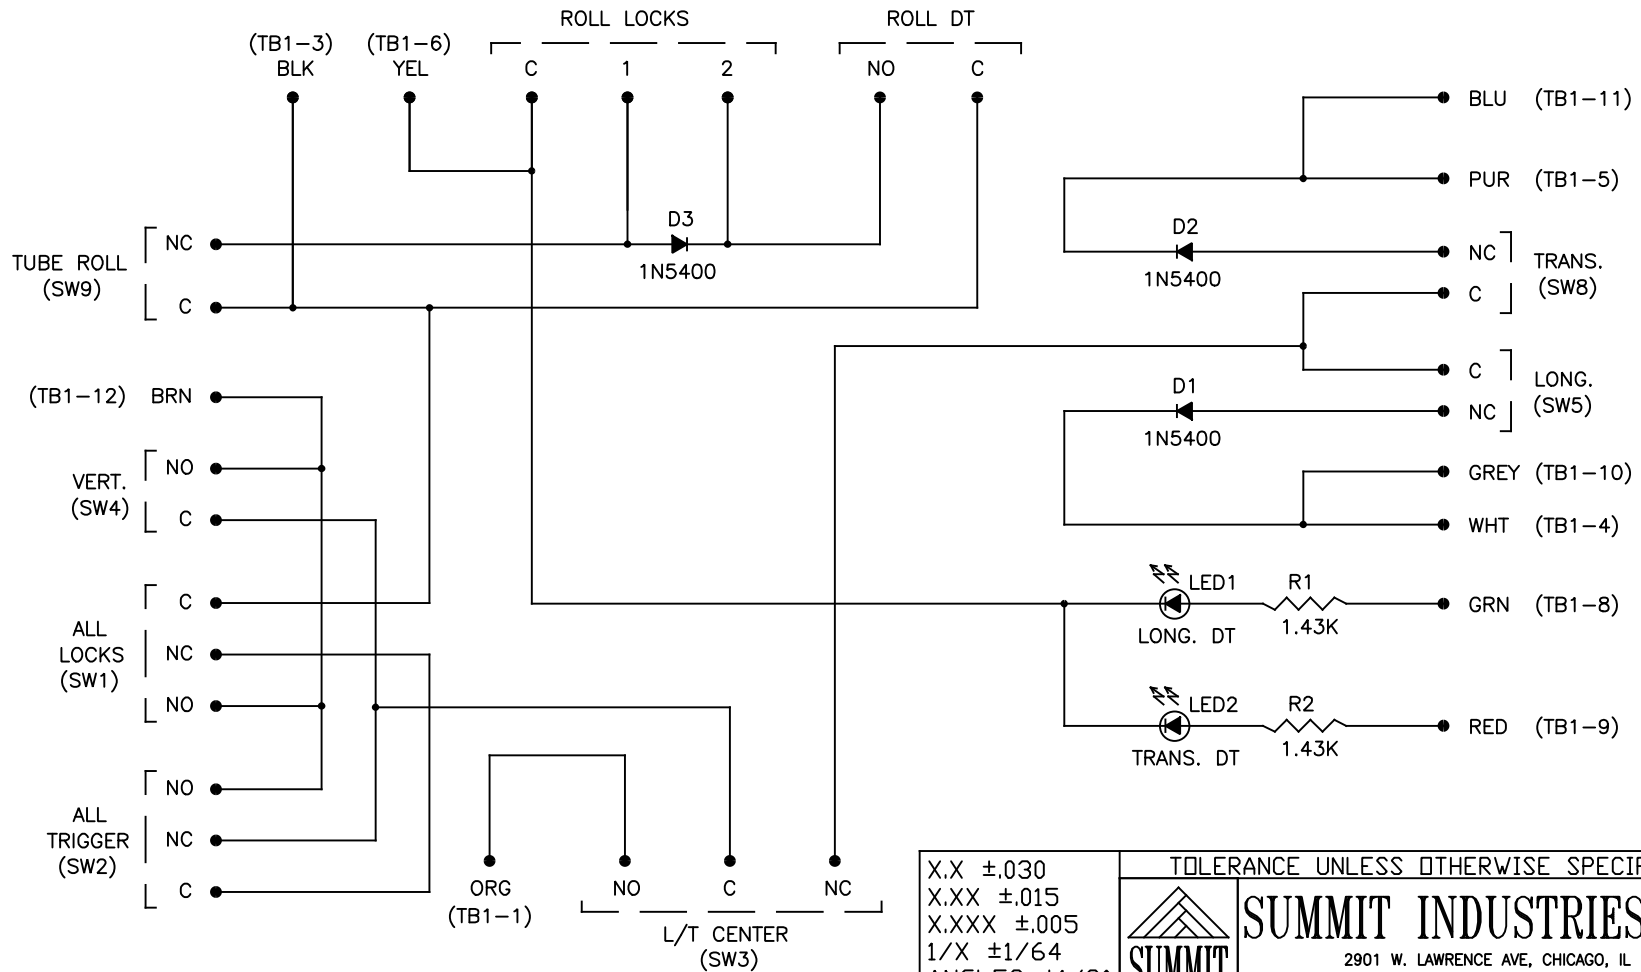 ROLL LOCKS
ROLL DT
(TB1-3)
BLK
(TB1-6)
YEL
C
1
2
NO
C
BLU (TB1-11)
PUR (TB1-5)
D3
1N5400
D2
1N5400
TUBE ROLL
(SW9)
NC
C
NC
C
TRANS.
(SW8)
C
NC
LONG.
(SW5)
D1
1N5400
(TB1-12) BRN
VERT.
(SW4)
NO
C
GREY (TB1-10)
WHT (TB1-4)
ALL
LOCKS
(SW1)
C
NC
NO
LED1
LONG. DT
R1
1.43K
GRN (TB1-8)
LED2
TRANS. DT
R2
1.43K
RED (TB1-9)
ALL
TRIGGER
(SW2)
NO
NC
C
ORG
(TB1-1)
NO
C
NC
L/T CENTER
(SW3)
X.X ±.030
X.XX ±.015
X.XXX ±.005
1/X ±1/64
TOLERANCE UNLESS OTHERWISE
SUMMIT
SUMMIT INDUSTRIES
2901 W. LAWRENCE AVE, CHICAGO, IL